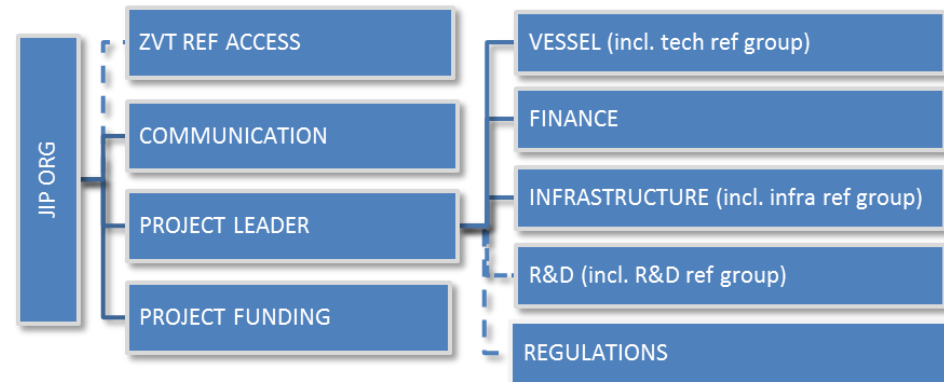 JIP ORG
ZVT REF ACCESS
COMMUNICATION
PROJECT LEADER
PROJECT FUNDING
VESSEL (incl. tech ref group)
FINANCE
INFRASTRUCTURE (incl. infra ref group)
R&D (incl. R&D ref group)
REGULATIONS